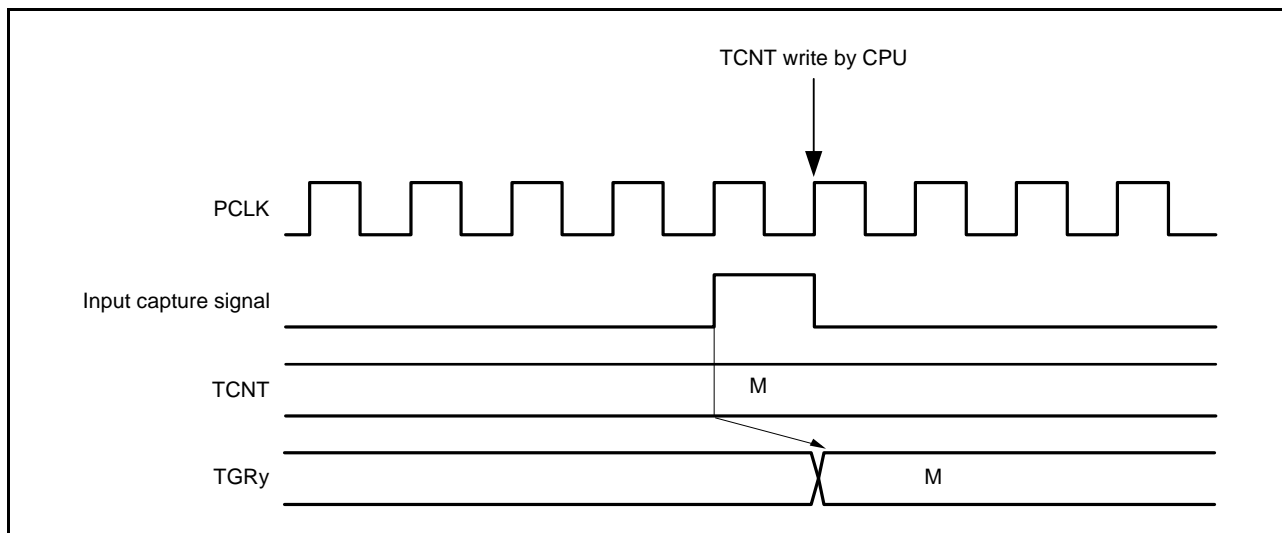 TCNT write by CPU
PCLK
Input capture signal
TCNT
M
TGRy
M